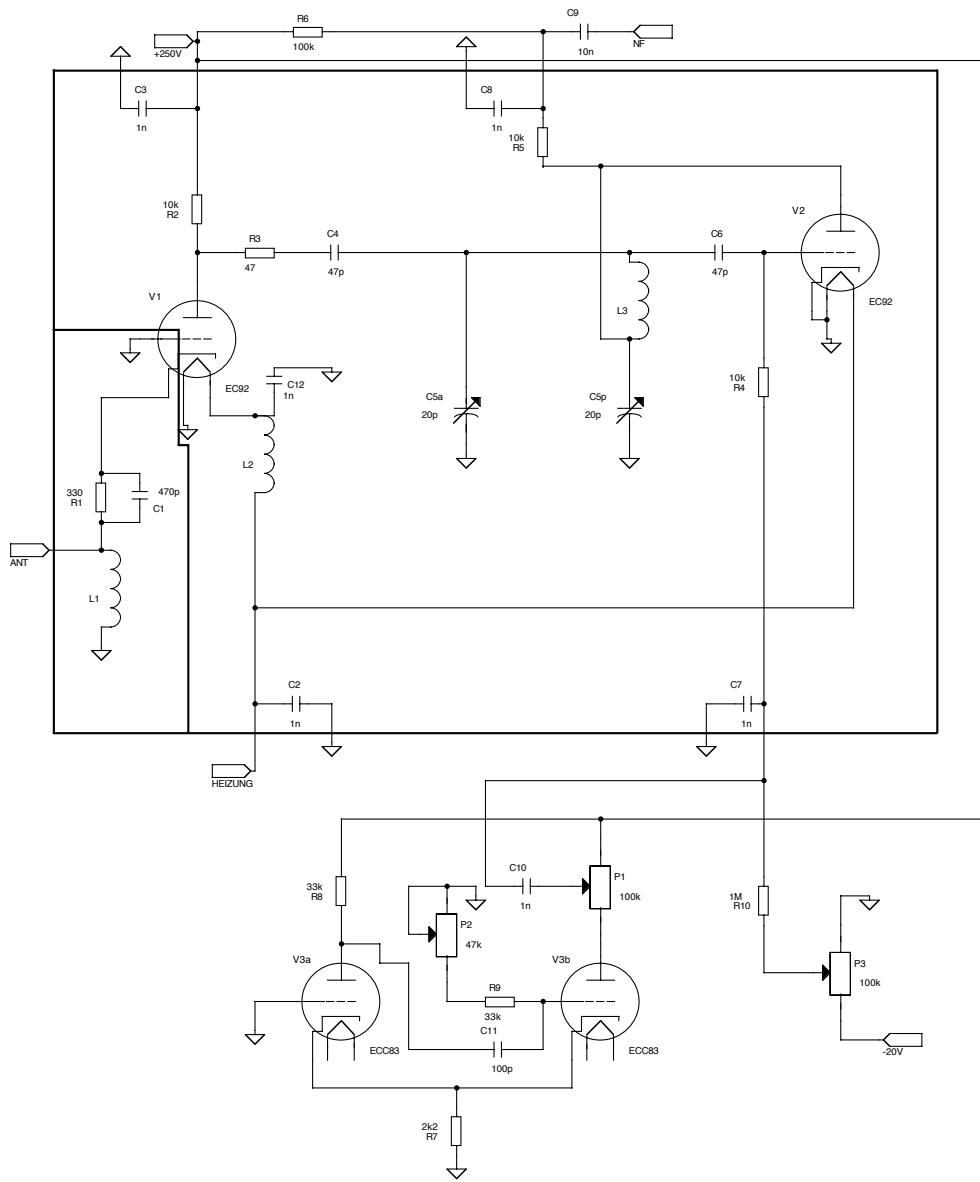 C9
R6
+250V
100k
10n
NF
C3
C8
1n
1n
10k
R5
10k
R2
V2
R3
C4
C6
47
47p
47p
V1
EC92
L3
EC92
C12
1n
C5a
20p
C5p
20p
10k
R4
L2
330
R1
470p
C1
ANT
L1
C2
C7
1n
1n
HEIZUNG
C10
P1
33k
R8
1n
100k
1M
R10
P2
47k
V3a
V3b
P3
100k
R9
33k
C11
ECC83
ECC83
-20V
100p
2k2
R7